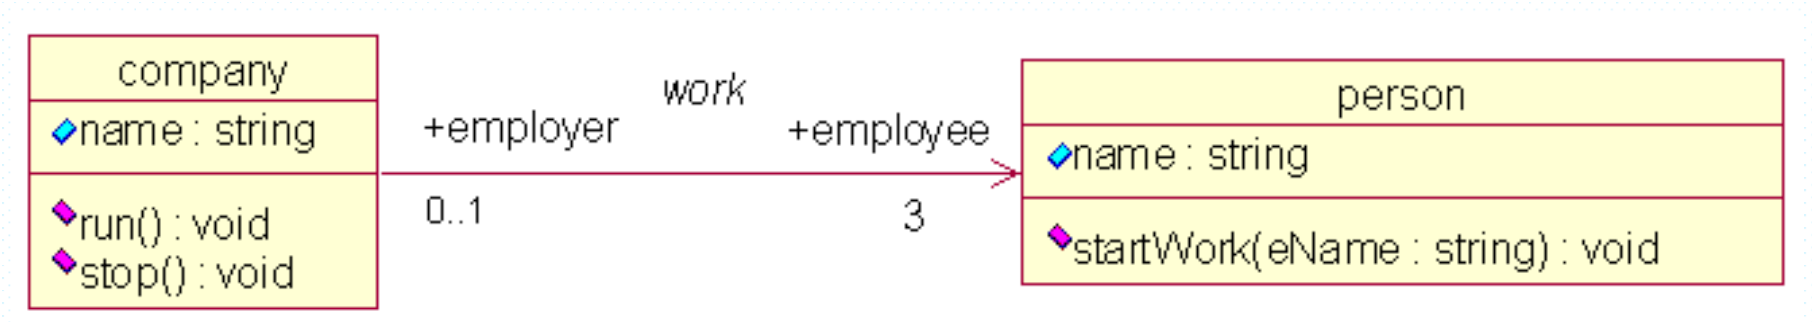 company
name : string
run() : void
stop() : void
work
+employer
+employee
0..1
3
person
name : string
startWork(eName : string) : void